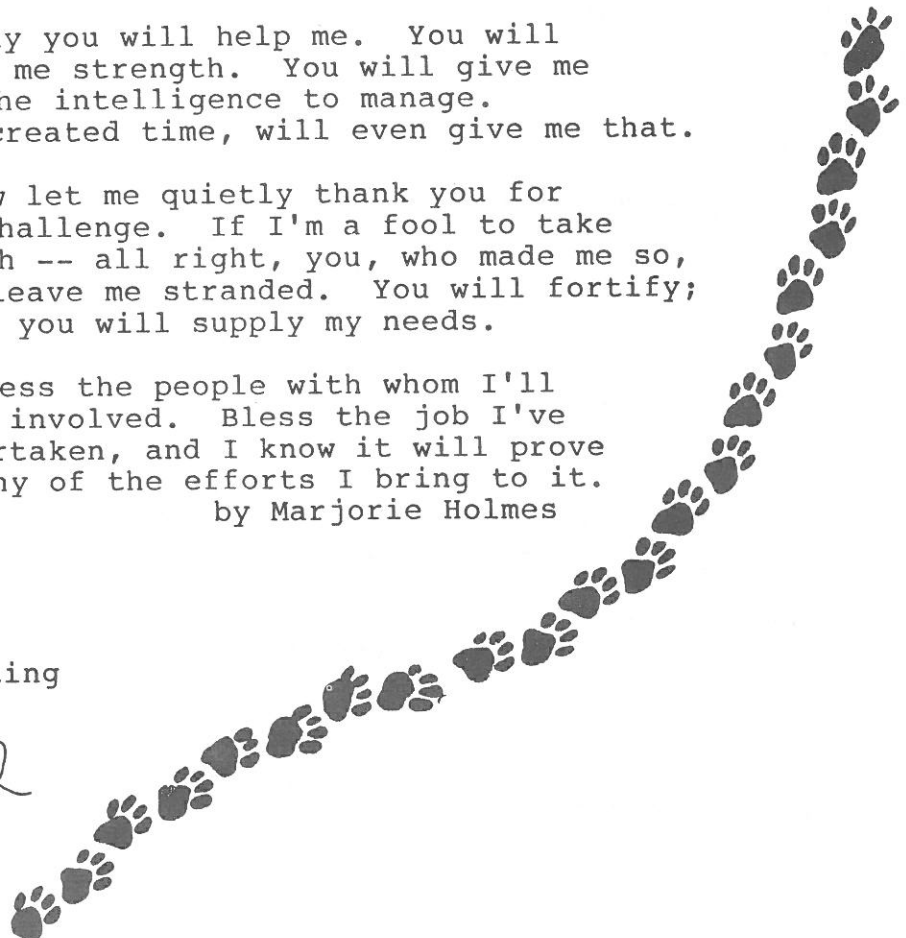 y you will help me.  You will
me strength.  You will give me
he intelligence to manage.
created time, will even give me that.
let me quietly thank you for
hallenge.  If I'm a fool to take
h -- all right, you, who made me so,
leave me stranded.  You will fortify;
you will supply my needs.
ess the people with whom I'll
involved.  Bless the job I've
rtaken, and I know it will prove
hy of the efforts I bring to it.
by Marjorie Holmes
ing